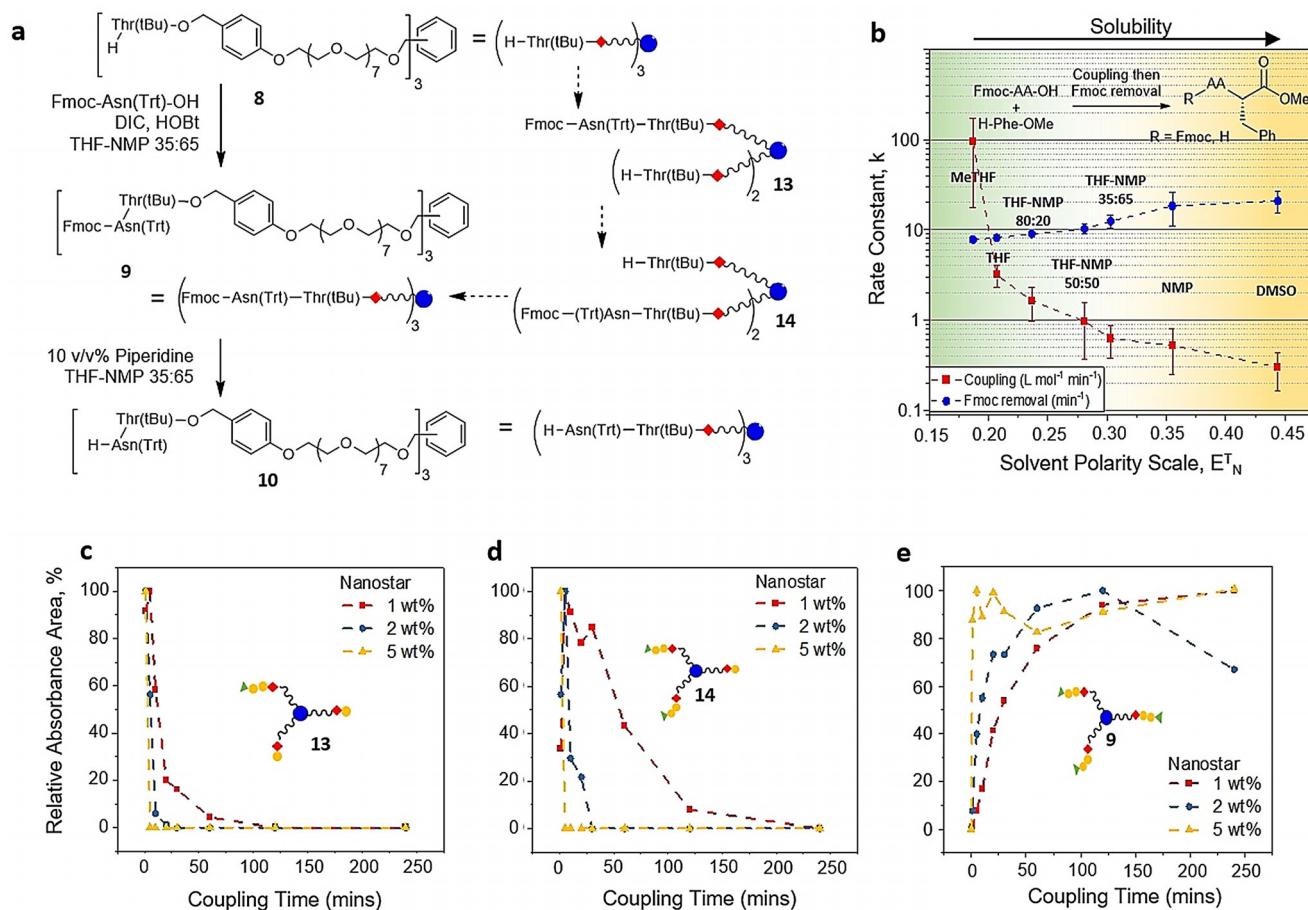 a
Thr(tBu)
H
O
O
O
O
O
7
3
8
=
(H-Thr(tBu)
)3
Fmoc-Asn(Trt)-OH
DIC, HOBt
THF-NMP 35:65
Fmoc-Asn(Trt)-Thr(tBu)
(H-Thr(tBu)
)2
13
Thr(tBu)
Fmoc-Asn(Trt)
O
O
O
O
O
7
3
9
=
(Fmoc-Asn(Trt)-Thr(tBu)
)3
H-Thr(tBu)
(Fmoc-(Trt)Asn-Thr(tBu)
)2
14
10 v/v% Piperidine
THF-NMP 35:65
Thr(tBu)
H-Asn(Trt)
O
O
O
O
O
7
3
10
=
(H-Asn(Trt)-Thr(tBu)
)3
b
Solubility
Fmoc-AA-OH
+
H-Phe-OMe
Coupling then
Fmoc removal
R
AA
O
OMe
Ph
R = Fmoc, H
Rate Constant, k
100
10
1
0.1
MeTHF
THF
THF-NMP
80:20
THF-NMP
50:50
THF-NMP
35:65
NMP
DMSO
Coupling (L mol⁻¹ min⁻¹)
Fmoc removal (min⁻¹)
0.15 0.20 0.25 0.30 0.35 0.40 0.45
Solvent Polarity Scale, EᵀN
c
Relative Absorbance Area, %
100
80
60
40
20
0
Nanostar
1 wt%
2 wt%
5 wt%
13
0 50 100 150 200 250
Coupling Time (mins)
d
100
80
60
40
20
0
Nanostar
1 wt%
2 wt%
5 wt%
14
0 50 100 150 200 250
Coupling Time (mins)
e
100
80
60
40
20
0
9
Nanostar
1 wt%
2 wt%
5 wt%
0 50 100 150 200 250
Coupling Time (mins)